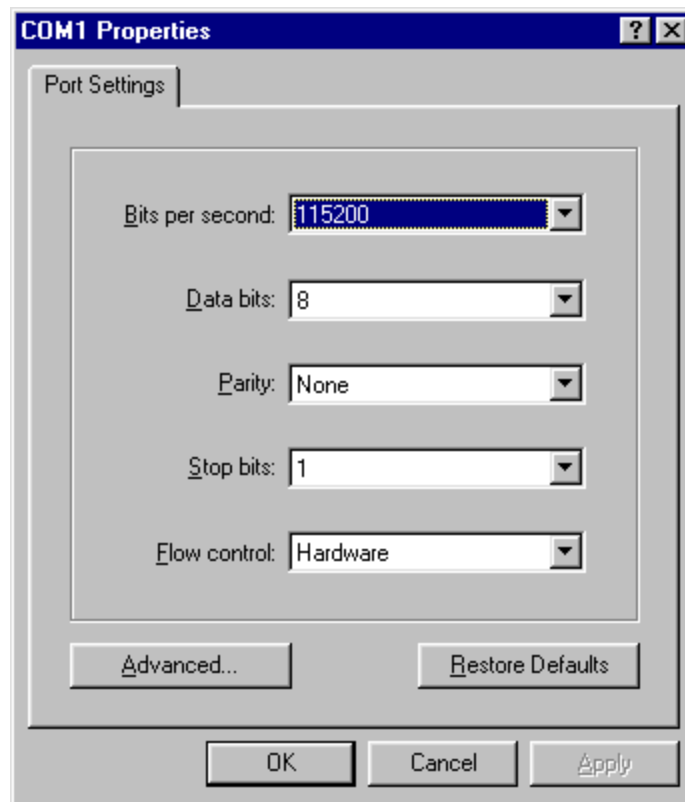 COM1 Properties
Port Settings
Bits per second: 115200
Data bits: 8
Parity: None
Stop bits: 1
Flow control: Hardware
Advanced... Restore Defaults
OK Cancel Apply